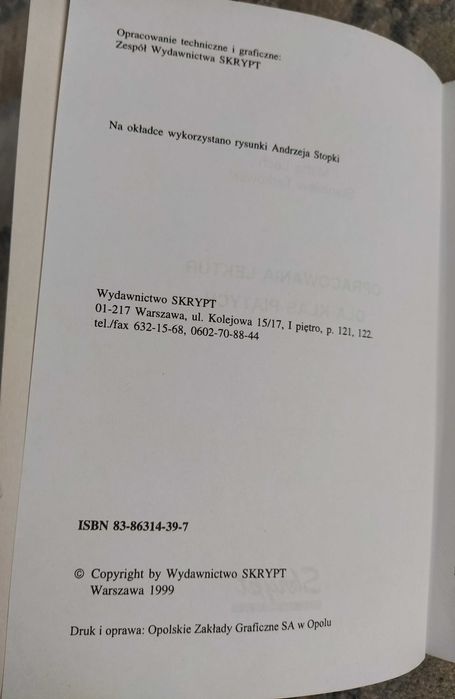 Opracowanie techniczne i graficzne:
Zespół Wydawnictwa SKRYPT
Na okładce wykorzystano rysunki Andrzeja Stopki
Wydawnictwo SKRYPT
01-217 Warszawa, ul. Kolejowa 15/17, I piętro, p. 121, 122.
tel./fax 632-15-68, 0602-70-88-44
ISBN 83-86314-39-7
© Copyright by Wydawnictwo SKRYPT
Warszawa 1999
Druk i oprawa: Opolskie Zakłady Graficzne SA w Opolu